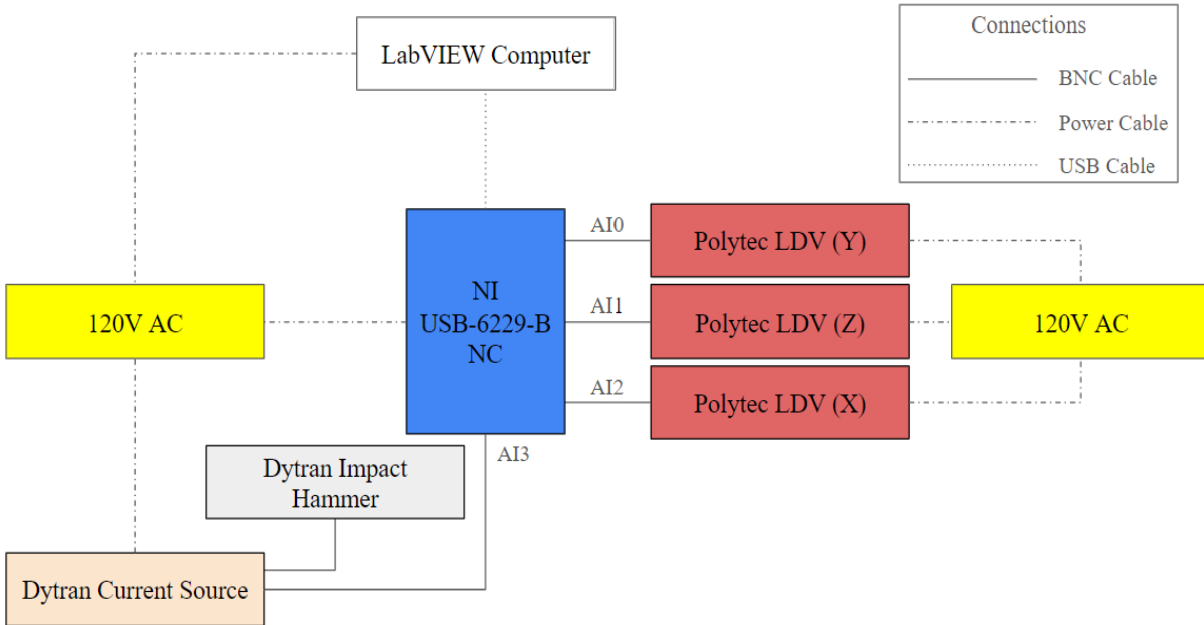 LabVIEW Computer
Connections
BNC Cable
Power Cable
USB Cable
NI
USB-6229-B
NC
AI0
Polytec LDV (Y)
120V AC
AI1
Polytec LDV (Z)
120V AC
AI2
Polytec LDV (X)
AI3
Dytran Impact
Hammer
Dytran Current Source